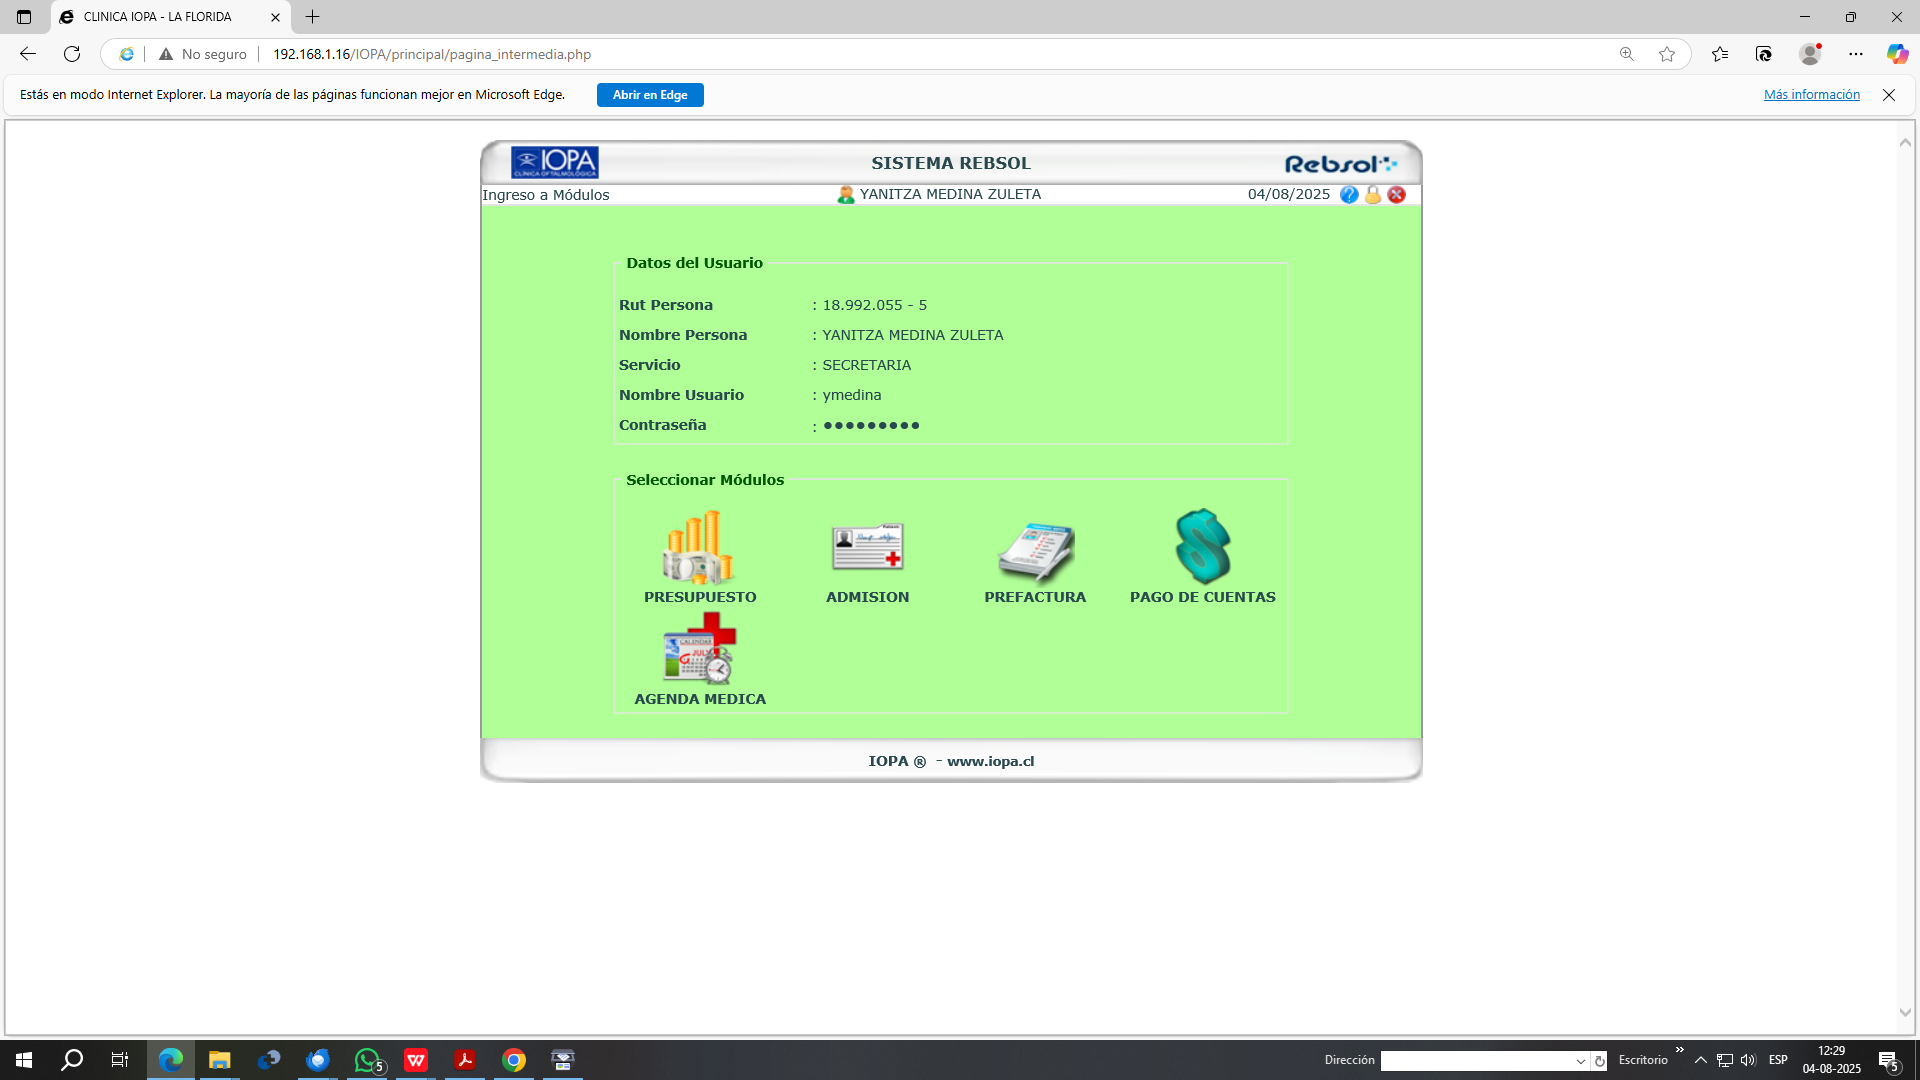 CLINICA IOPA - LA FLORIDA
No seguro
192.168.1.16/IOPA/principal/pagina_intermedia.php
Estás en modo Internet Explorer. La mayoría de las páginas funcionan mejor en Microsoft Edge.
Abrir en Edge
Más información
IOPA
CLINICA OFTALMOLOGICA
SISTEMA REBSOL
Rebsol
Ingreso a Módulos
YANITZA MEDINA ZULETA
04/08/2025
Datos del Usuario
Rut Persona : 18.992.055 - 5
Nombre Persona : YANITZA MEDINA ZULETA
Servicio : SECRETARIA
Nombre Usuario : ymedina
Contraseña : ●●●●●●●●●
Seleccionar Módulos
PRESUPUESTO
ADMISION
PREFACTURA
PAGO DE CUENTAS
CALENDAR
JULY
AGENDA MEDICA
IOPA ® - www.iopa.cl
5
Dirección
Escritorio
ESP
12:29
04-08-2025
5